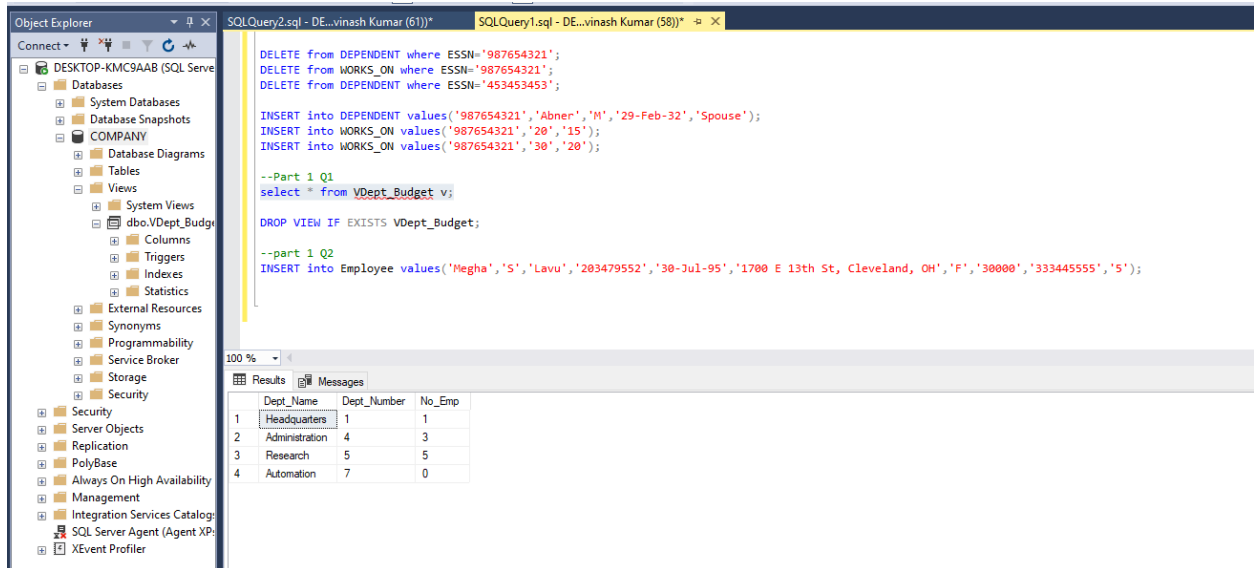 Object Explorer
SQLQuery2.sql - DE...vinash Kumar (61))*
SQLQuery1.sql - DE...vinash Kumar (58))*
Connect
DESKTOP-KMC9AAB (SQL Serve
Databases
System Databases
Database Snapshots
COMPANY
Database Diagrams
Tables
Views
System Views
dbo.VDept_Budge
Columns
Triggers
Indexes
Statistics
External Resources
Synonyms
Programmability
Service Broker
Storage
Security
Security
Server Objects
Replication
PolyBase
Always On High Availability
Management
Integration Services Catalog
SQL Server Agent (Agent XP
XEvent Profiler
DELETE from DEPENDENT where ESSN='987654321';
DELETE from WORKS_ON where ESSN='987654321';
DELETE from DEPENDENT where ESSN='453453453';
INSERT into DEPENDENT values('987654321','Abner','M','29-Feb-32','Spouse');
INSERT into WORKS_ON values('987654321','20','15');
INSERT into WORKS_ON values('987654321','30','20');
--Part 1 Q1
select * from VDept_Budget v;
DROP VIEW IF EXISTS VDept_Budget;
--part 1 Q2
INSERT into Employee values('Megha','S','Lavu','203479552','30-Jul-95','1700 E 13th St, Cleveland, OH','F','30000','333445555','5');
100 %
Results Messages
Dept_Name Dept_Number No_Emp
1 Headquarters 1 1
2 Administration 4 3
3 Research 5 5
4 Automation 7 0